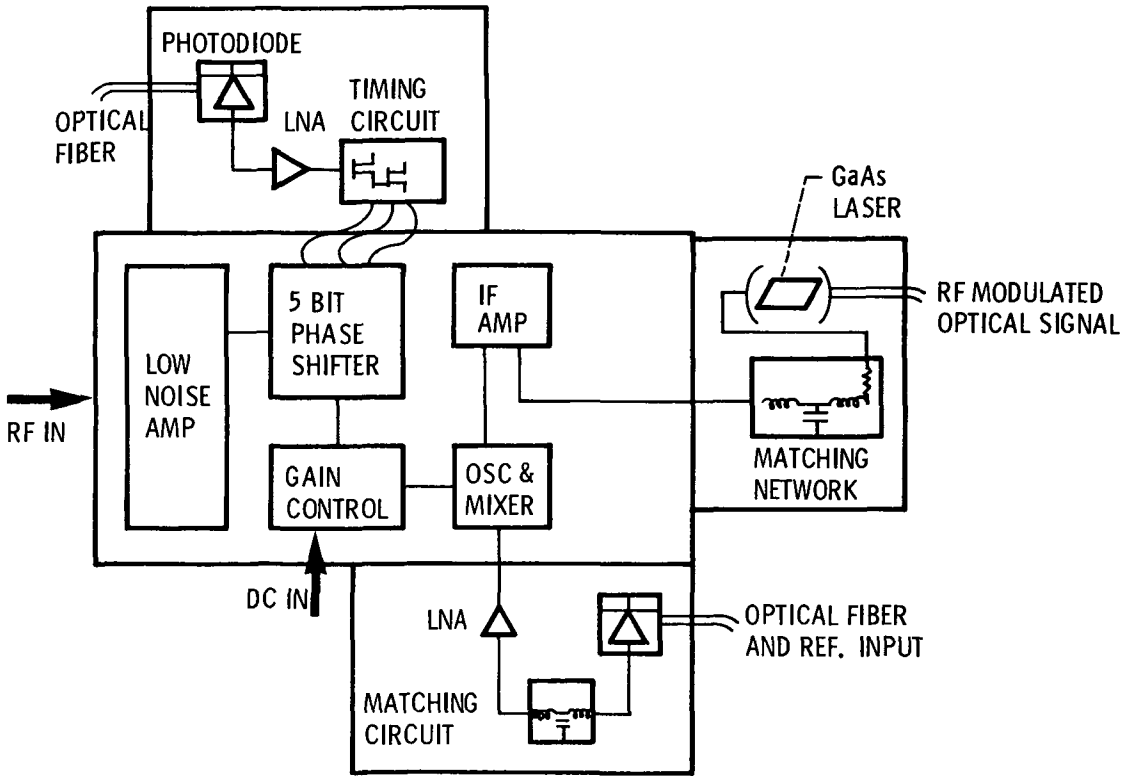 PHOTODIODE
OPTICAL
FIBER
LNA
TIMING
CIRCUIT
GaAs
LASER
RF MODULATED
OPTICAL SIGNAL
RF IN
LOW
NOISE
AMP
5 BIT
PHASE
SHIFTER
IF
AMP
GAIN
CONTROL
OSC &
MIXER
MATCHING
NETWORK
DC IN
LNA
OPTICAL FIBER
AND REF. INPUT
MATCHING
CIRCUIT